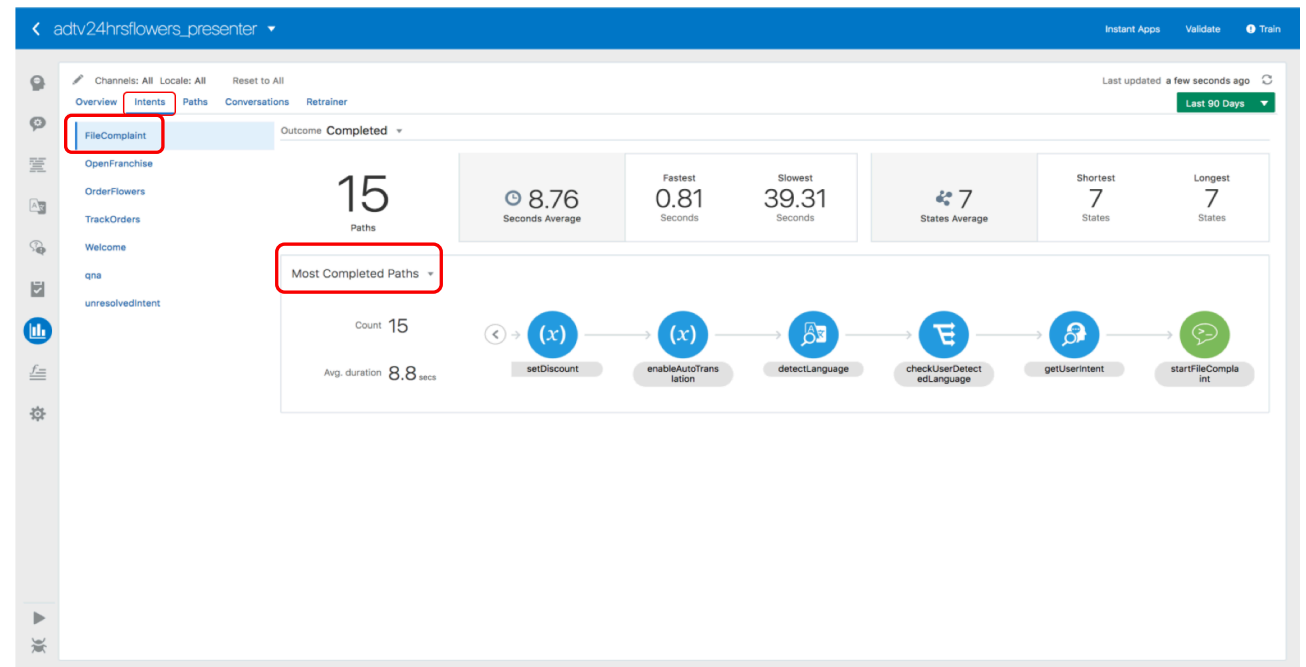 adtv24hrsflowers_presenter
Instant Apps Validate Train
Channels: All Locale: All Reset to All
Last updated a few seconds ago
Overview Intents Paths Conversations Retrainer
Last 90 Days
FileComplaint
OpenFranchise
OrderFlowers
TrackOrders
Welcome
qna
unresolvedIntent
Outcome Completed
15
Paths
8.76
Seconds Average
Fastest
0.81
Seconds
Slowest
39.31
Seconds
7
States Average
Shortest
7
States
Longest
7
States
Most Completed Paths
Count 15
Avg. duration 8.8 secs
(x)
setDiscount
(x)
enableAutoTrans
lation
detectLanguage
checkUserDetect
edLanguage
getUserIntent
startFileCompla
int